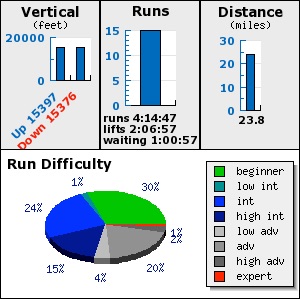 Vertical
(feet)
20000
0
Up 15397
Down 15376
Runs
15
10
5
0
runs 4:14:47
lifts 2:06:57
waiting 1:00:57
Distance
(miles)
30
20
10
0
23.8
Run Difficulty
1%
30%
24%
1%
2%
15%
4%
20%
beginner
low int
int
high int
low adv
adv
high adv
expert